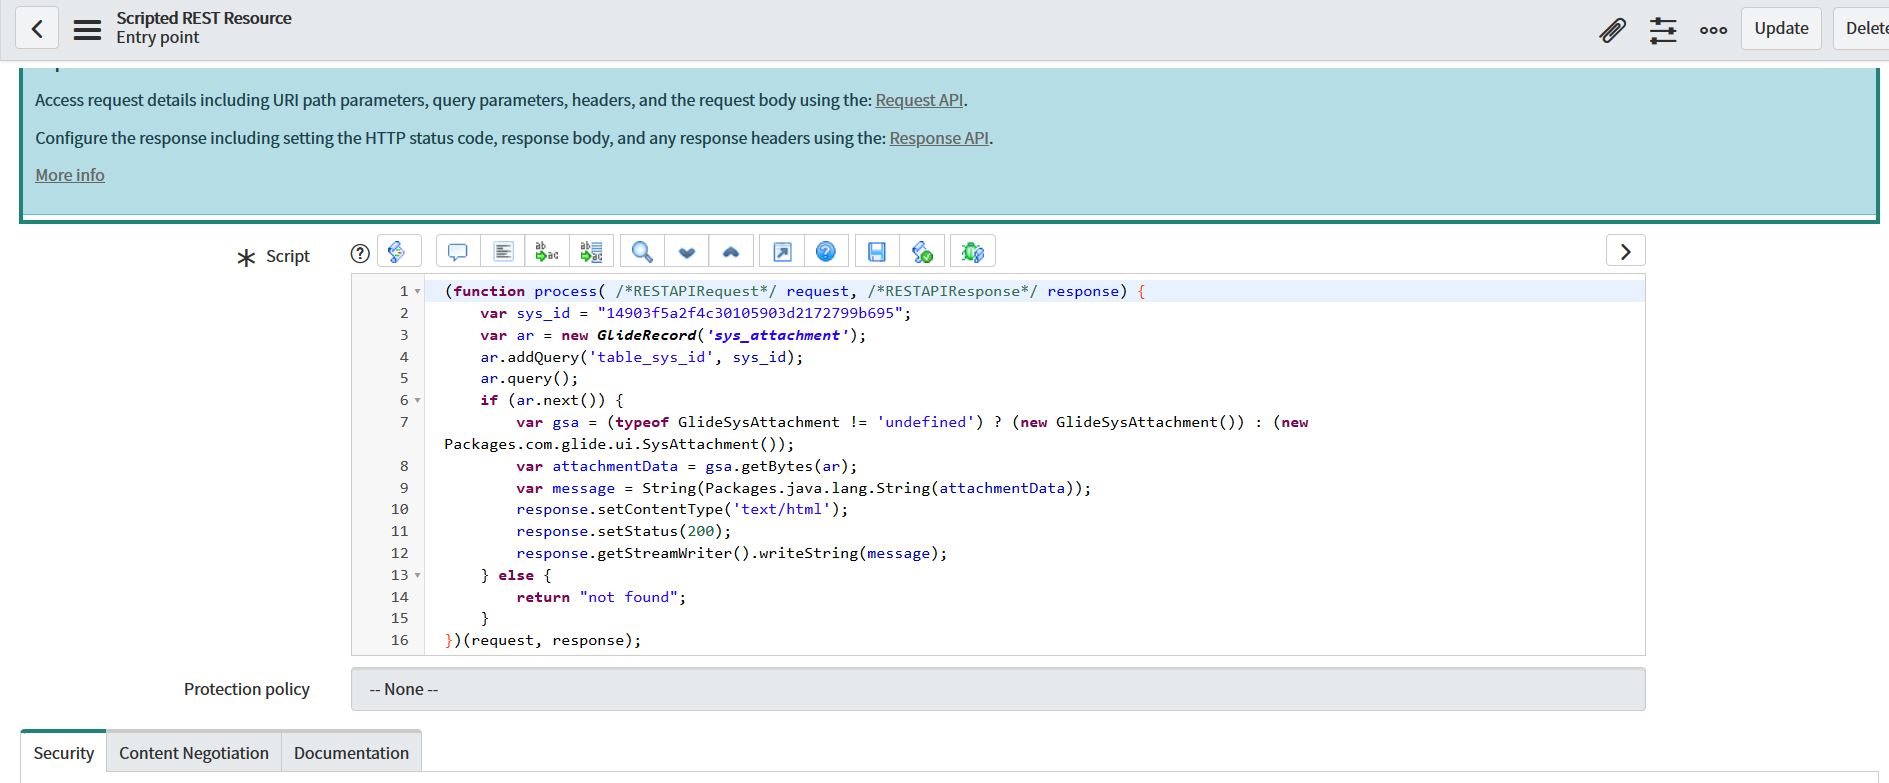 Scripted REST Resource
Entry point
Update
Delete
Access request details including URI path parameters, query parameters, headers, and the request body using the: Request API.
Configure the response including setting the HTTP status code, response body, and any response headers using the: Response API.
More info
* Script
1 (function process( /*RESTAPIRequest*/ request, /*RESTAPIResponse*/ response) {
2 var sys_id = "14903f5a2f4c30105903d2172799b695";
3 var ar = new GlideRecord('sys_attachment');
4 ar.addQuery('table_sys_id', sys_id);
5 ar.query();
6 if (ar.next()) {
7 var gsa = (typeof GlideSysAttachment != 'undefined') ? (new GlideSysAttachment()) : (new
Packages.com.glide.ui.SysAttachment());
8 var attachmentData = gsa.getBytes(ar);
9 var message = String(Packages.java.lang.String(attachmentData));
10 response.setContentType('text/html');
11 response.setStatus(200);
12 response.getStreamWriter().writeString(message);
13 } else {
14 return "not found";
15 }
16 })(request, response);
Protection policy
-- None --
Security
Content Negotiation
Documentation